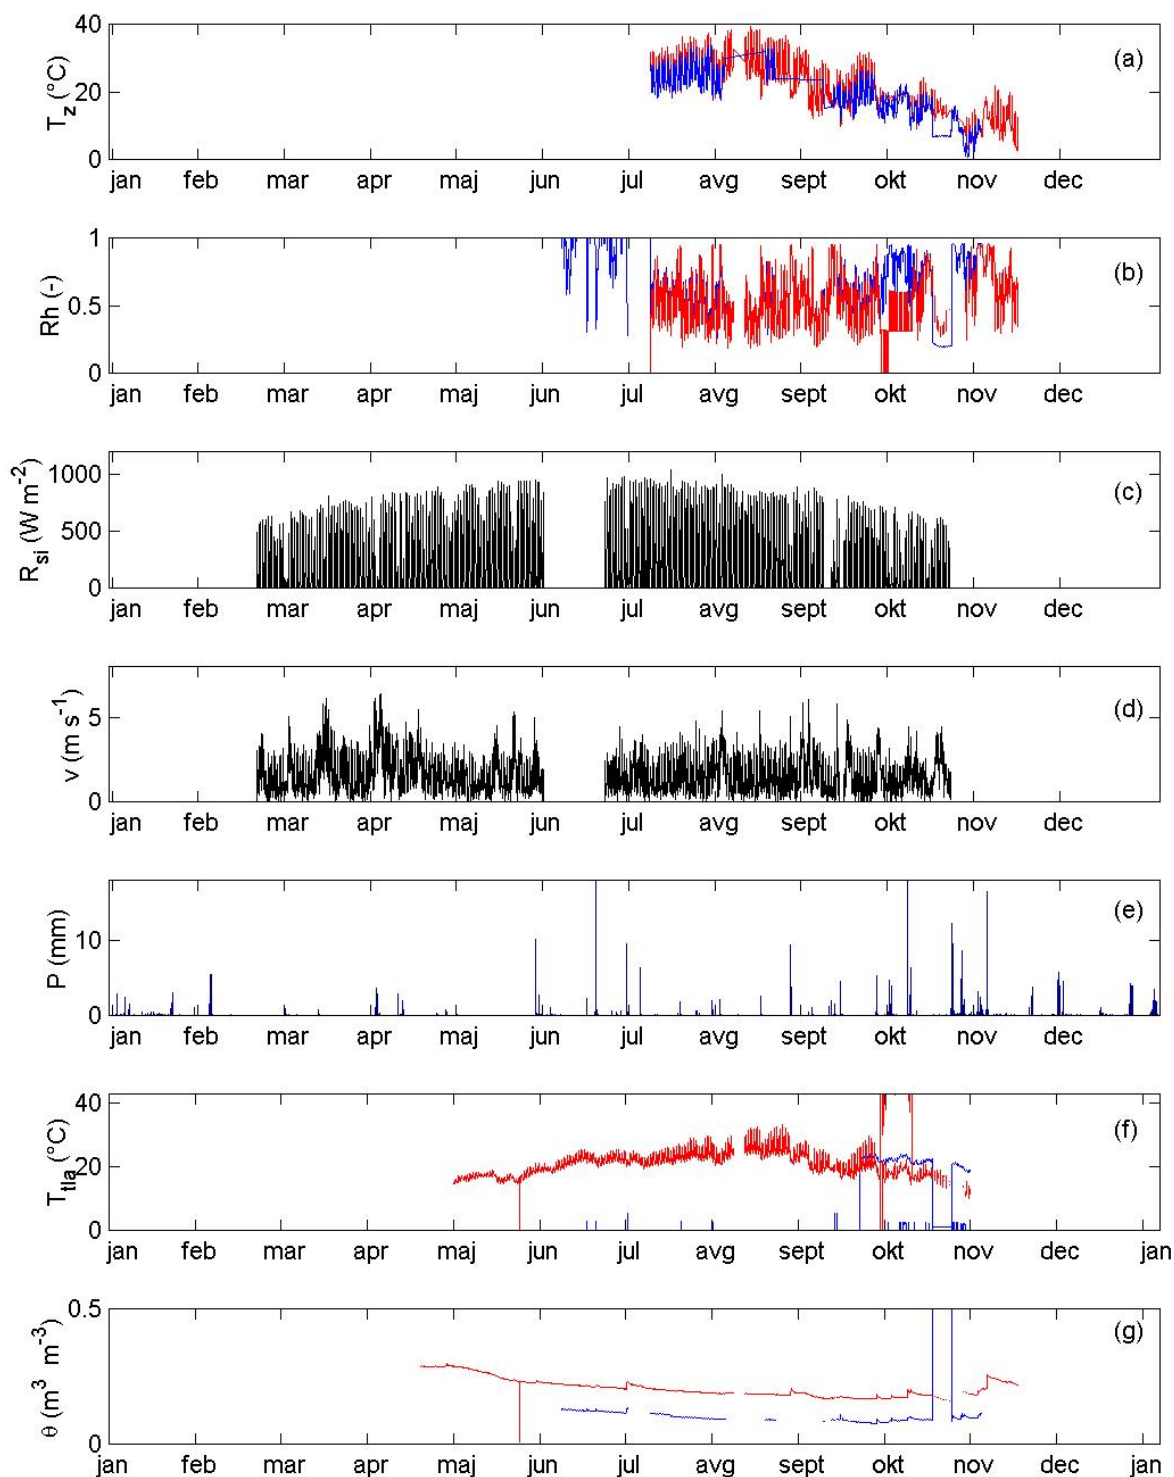 40
20
0
T_z (°C)
(a)
jan feb mar apr maj jun jul avg sept okt nov dec
1
0.5
0
Rh (-)
(b)
jan feb mar apr maj jun jul avg sept okt nov dec
1000
500
0
R_si (W m^-2)
(c)
jan feb mar apr maj jun jul avg sept okt nov dec
5
0
v (m s^-1)
(d)
jan feb mar apr maj jun jul avg sept okt nov dec
10
0
P (mm)
(e)
jan feb mar apr maj jun jul avg sept okt nov dec
40
20
0
T_tla (°C)
(f)
jan feb mar apr maj jun jul avg sept okt nov dec jan
0.5
0
θ (m^3 m^-3)
(g)
jan feb mar apr maj jun jul avg sept okt nov dec jan